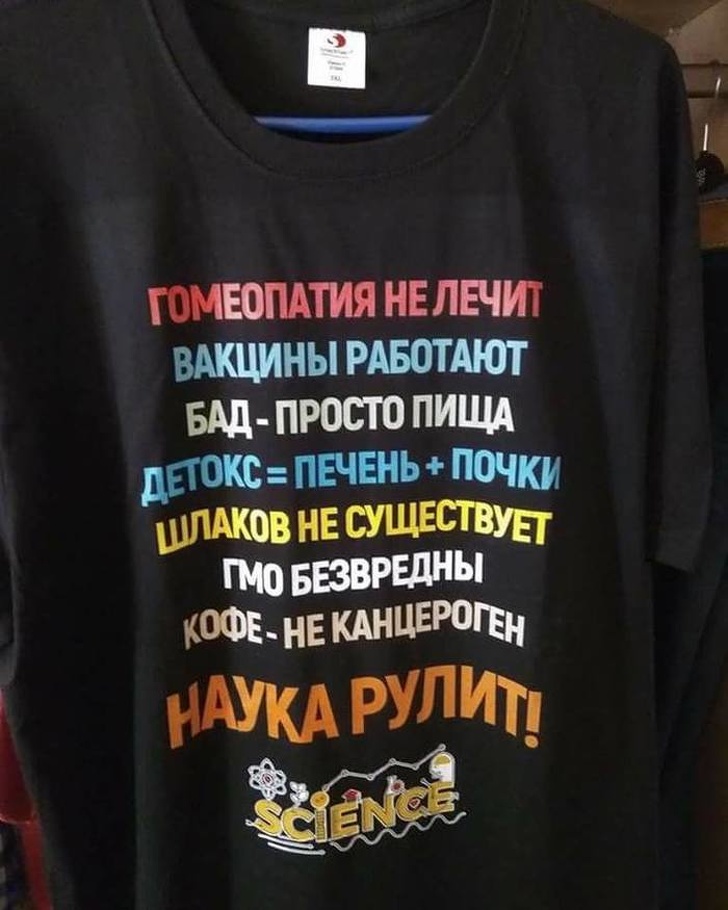 ГОМЕОПАТИЯ НЕ ЛЕЧИТ
ВАКЦИНЫ РАБОТАЮТ
БАД - ПРОСТО ПИЩА
ДЕТОКС = ПЕЧЕНЬ + ПОЧКИ
ШЛАКОВ НЕ СУЩЕСТВУЕТ
ГМО БЕЗВРЕДНЫ
КОФЕ - НЕ КАНЦЕРОГЕН
НАУКА РУЛИТ!
SCIENCE